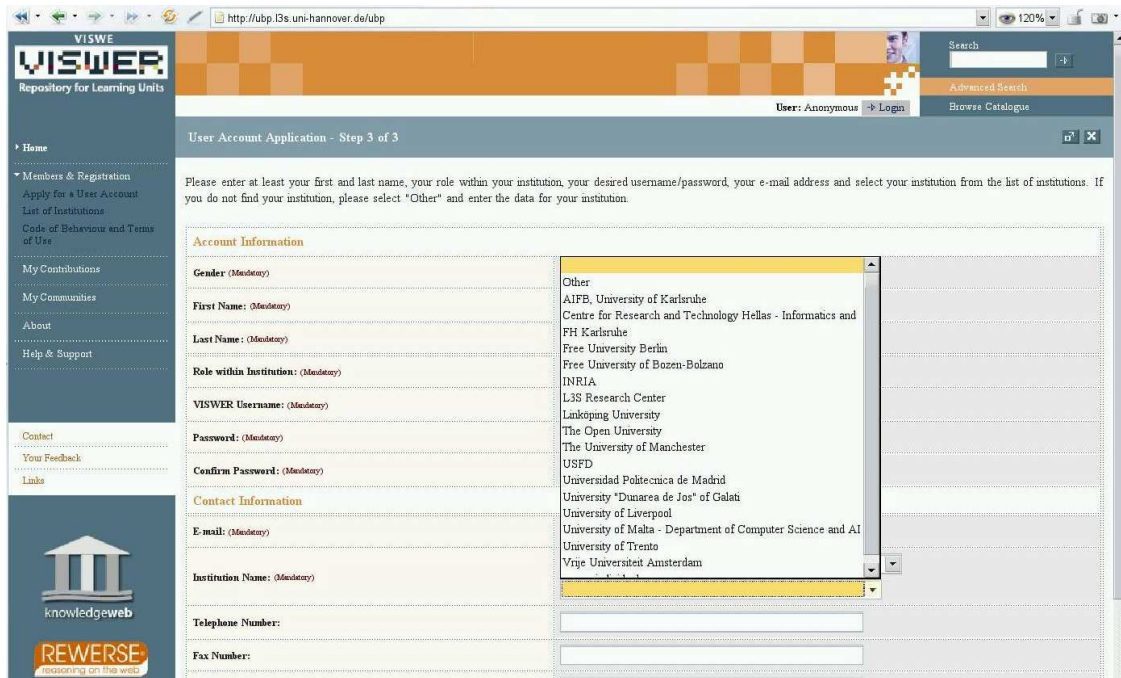 http://ubp.l3s.uni-hannover.de/ubp
120%
VISWE
VISWER
Repository for Learning Units
Search
Advanced Search
User: Anonymous Login
Browse Catalogue
Home
Members & Registration
Apply for a User Account
List of Institutions
Code of Behaviour and Terms
of Use
My Contributions
My Communities
About
Help & Support
Contact
Your Feedback
Links
knowledgeweb
REWERSE
reasoning on the web
User Account Application - Step 3 of 3
Please enter at least your first and last name, your role within your institution, your desired username/password, your e-mail address and select your institution from the list of institutions. If
you do not find your institution, please select "Other" and enter the data for your institution.
Account Information
Gender (Mandatory)
First Name: (Mandatory)
Last Name: (Mandatory)
Role within Institution: (Mandatory)
VISWER Username: (Mandatory)
Password: (Mandatory)
Confirm Password: (Mandatory)
Contact Information
E-mail: (Mandatory)
Institution Name: (Mandatory)
Telephone Number:
Fax Number:
Other
AIFB, University of Karlsruhe
Centre for Research and Technology Hellas - Informatics and
FH Karlsruhe
Free University Berlin
Free University of Bozen-Bolzano
INRIA
L3S Research Center
Linköping University
The Open University
The University of Manchester
USFD
Universidad Politecnica de Madrid
University "Dunarea de Jos" of Galati
University of Liverpool
University of Malta - Department of Computer Science and AI
University of Trento
Vrije Universiteit Amsterdam